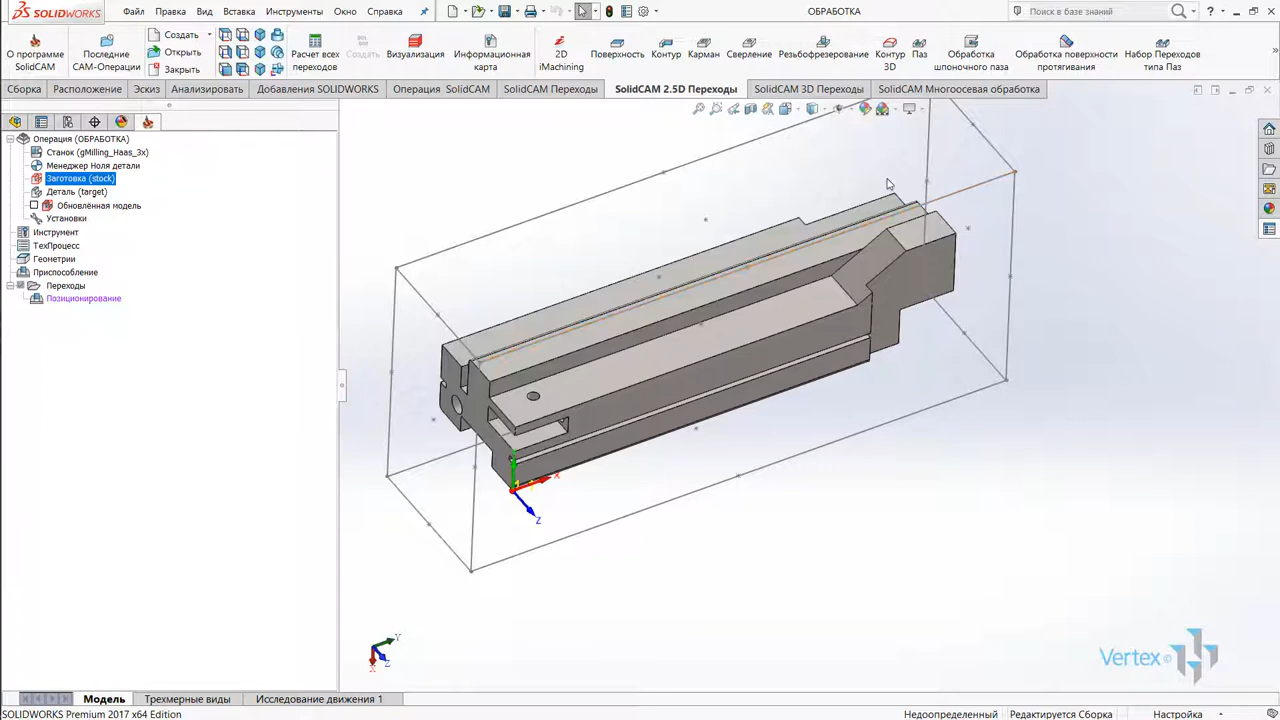 SOLIDWORKS
Файл Правка Вид Вставка Инструменты Окно Справка
ОБРАБОТКА
Поиск в базе знаний
О программе SolidCAM
Последние CAM-Операции
Создать
Открыть
Закрыть
Расчет всех переходов
Создать
Визуализация
Информационная карта
2D iMachining
Поверхность
Контур
Карман
Сверление
Резьбофрезерование
Контур 3D
Паз
Обработка шпоночного паза
Обработка поверхности протягивания
Набор Переходов типа Паз
Сборка Расположение Эскиз Анализировать Добавления SOLIDWORKS Операция SolidCAM SolidCAM Переходы SolidCAM 2.5D Переходы SolidCAM 3D Переходы SolidCAM Многоосевая обработка
Операция (ОБРАБОТКА)
Станок (gMilling_Haas_3x)
Менеджер Ноля детали
Заготовка (stock)
Деталь (target)
Обновлённая модель
Установки
Инструмент
ТехПроцесс
Геометрии
Приспособление
Переходы
Позиционирование
X
Z
Y
Z
X
Vertex©
Модель Трехмерные виды Исследование движения 1
SOLIDWORKS Premium 2017 x64 Edition
Недоопределенный Редактируется Сборка Настройка